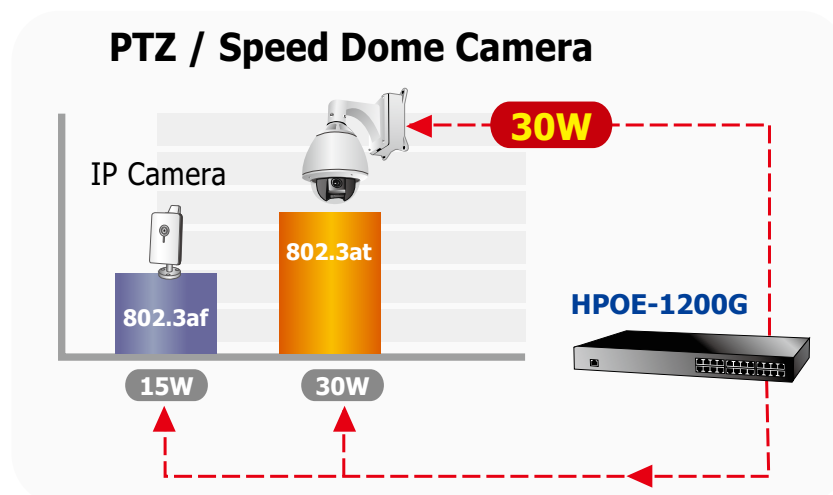 PTZ / Speed Dome Camera
30W
IP Camera
802.3at
802.3af
HPOE-1200G
15W
30W